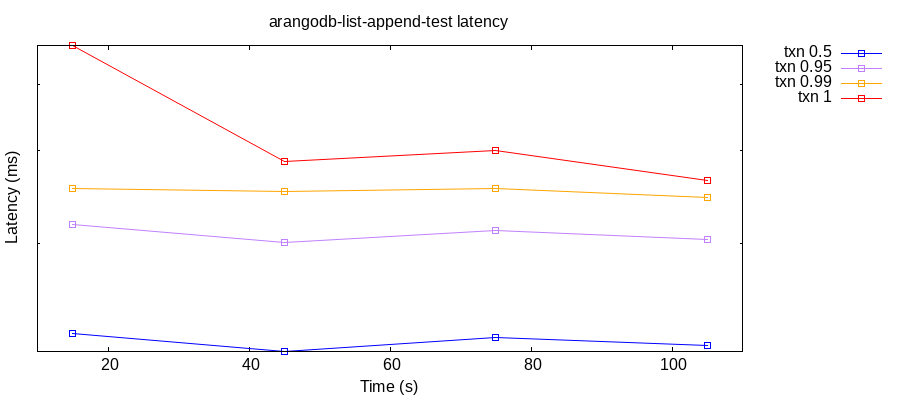 arangodb-list-append-test latency
txn 0.5
txn 0.95
txn 0.99
txn 1
Latency (ms)
20 40 60 80 100
Time (s)